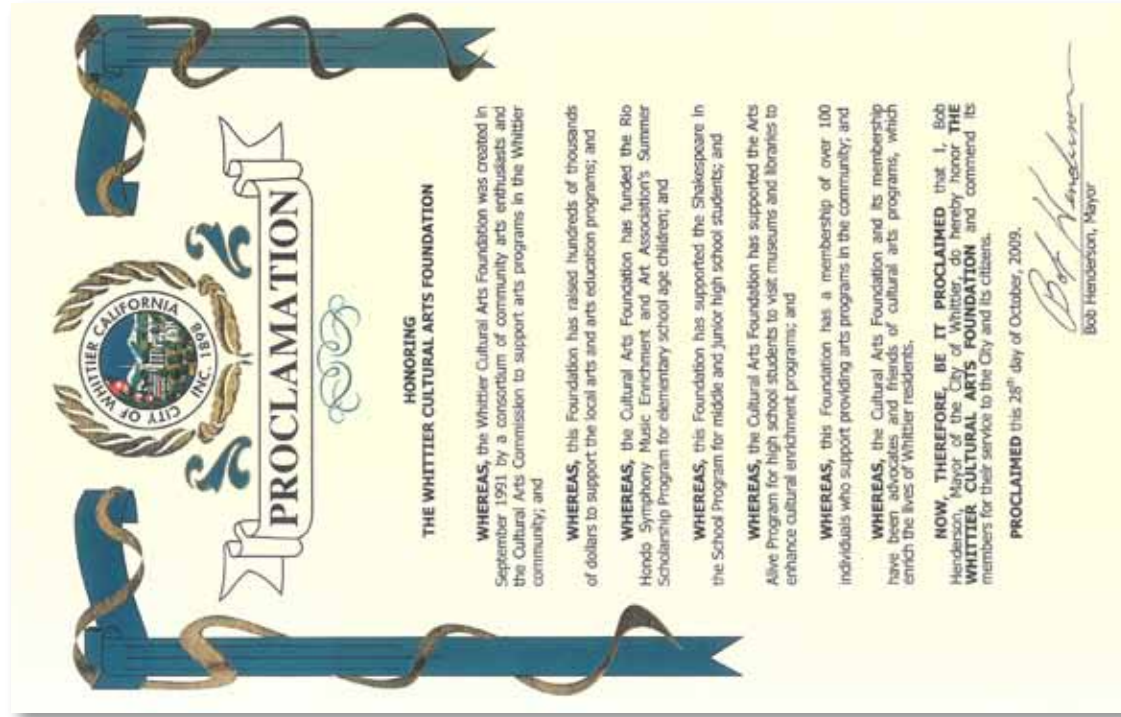 CITY OF WHITTIER CALIFORNIA
INC. 1898
PROCLAMATION
HONORING
THE WHITTIER CULTURAL ARTS FOUNDATION
WHEREAS, the Whittier Cultural Arts Foundation was created in
September 1991 by a consortium of community arts enthusiasts and
the Cultural Arts Commission to support arts programs in the Whittier
community; and
WHEREAS, this Foundation has raised hundreds of thousands
of dollars to support the local arts and arts education programs; and
WHEREAS, the Cultural Arts Foundation has funded the Rio
Hondo Symphony Music Enrichment and Art Association's Summer
Scholarship Program for elementary school age children; and
WHEREAS, this Foundation has supported the Shakespeare In
the School Program for middle and junior high school students; and
WHEREAS, the Cultural Arts Foundation has supported the Arts
Alive Program for high school students to visit museums and libraries to
enhance cultural enrichment programs; and
WHEREAS, this Foundation has a membership of over 100
individuals who support providing arts programs in the community; and
WHEREAS, the Cultural Arts Foundation and its membership
have been advocates and friends of cultural arts programs, which
enrich the lives of Whittier residents.
NOW, THEREFORE, BE IT PROCLAIMED that I, Bob
Henderson, Mayor of the City of Whittier, do hereby honor THE
WHITTIER CULTURAL ARTS FOUNDATION and commend its
members for their service to the City and its citizens.
PROCLAIMED this 28th day of October, 2009.
Bob Henderson
Bob Henderson, Mayor